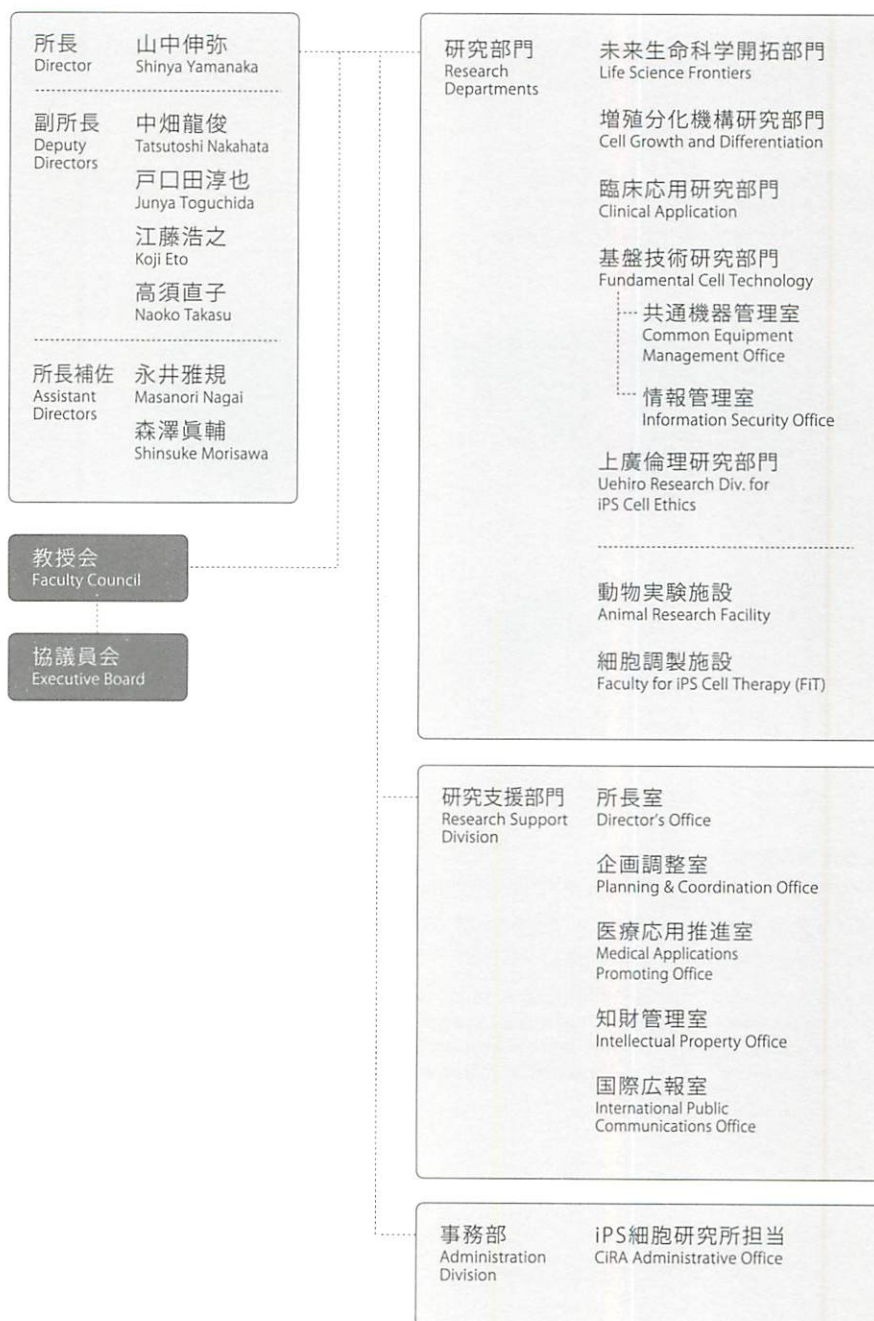 所長
Director
山中伸弥
Shinya Yamanaka
副所長
Deputy
Directors
中畑龍俊
Tatsutoshi Nakahata
戸口田淳也
Junya Toguchida
江藤浩之
Koji Eto
高須直子
Naoko Takasu
所長補佐
Assistant
Directors
永井雅規
Masanori Nagai
森澤眞輔
Shinsuke Morisawa
教授会
Faculty Council
協議員会
Executive Board
研究部門
Research
Departments
未来生命科学開拓部門
Life Science Frontiers
増殖分化機構研究部門
Cell Growth and Differentiation
臨床応用研究部門
Clinical Application
基盤技術研究部門
Fundamental Cell Technology
共通機器管理室
Common Equipment
Management Office
情報管理室
Information Security Office
上廣倫理研究部門
Uehiro Research Div. for
iPS Cell Ethics
動物実験施設
Animal Research Facility
細胞調製施設
Faculty for iPS Cell Therapy (FiT)
研究支援部門
Research Support
Division
所長室
Director's Office
企画調整室
Planning & Coordination Office
医療応用推進室
Medical Applications
Promoting Office
知財管理室
Intellectual Property Office
国際広報室
International Public
Communications Office
事務部
Administration
Division
iPS細胞研究所担当
CiRA Administrative Office